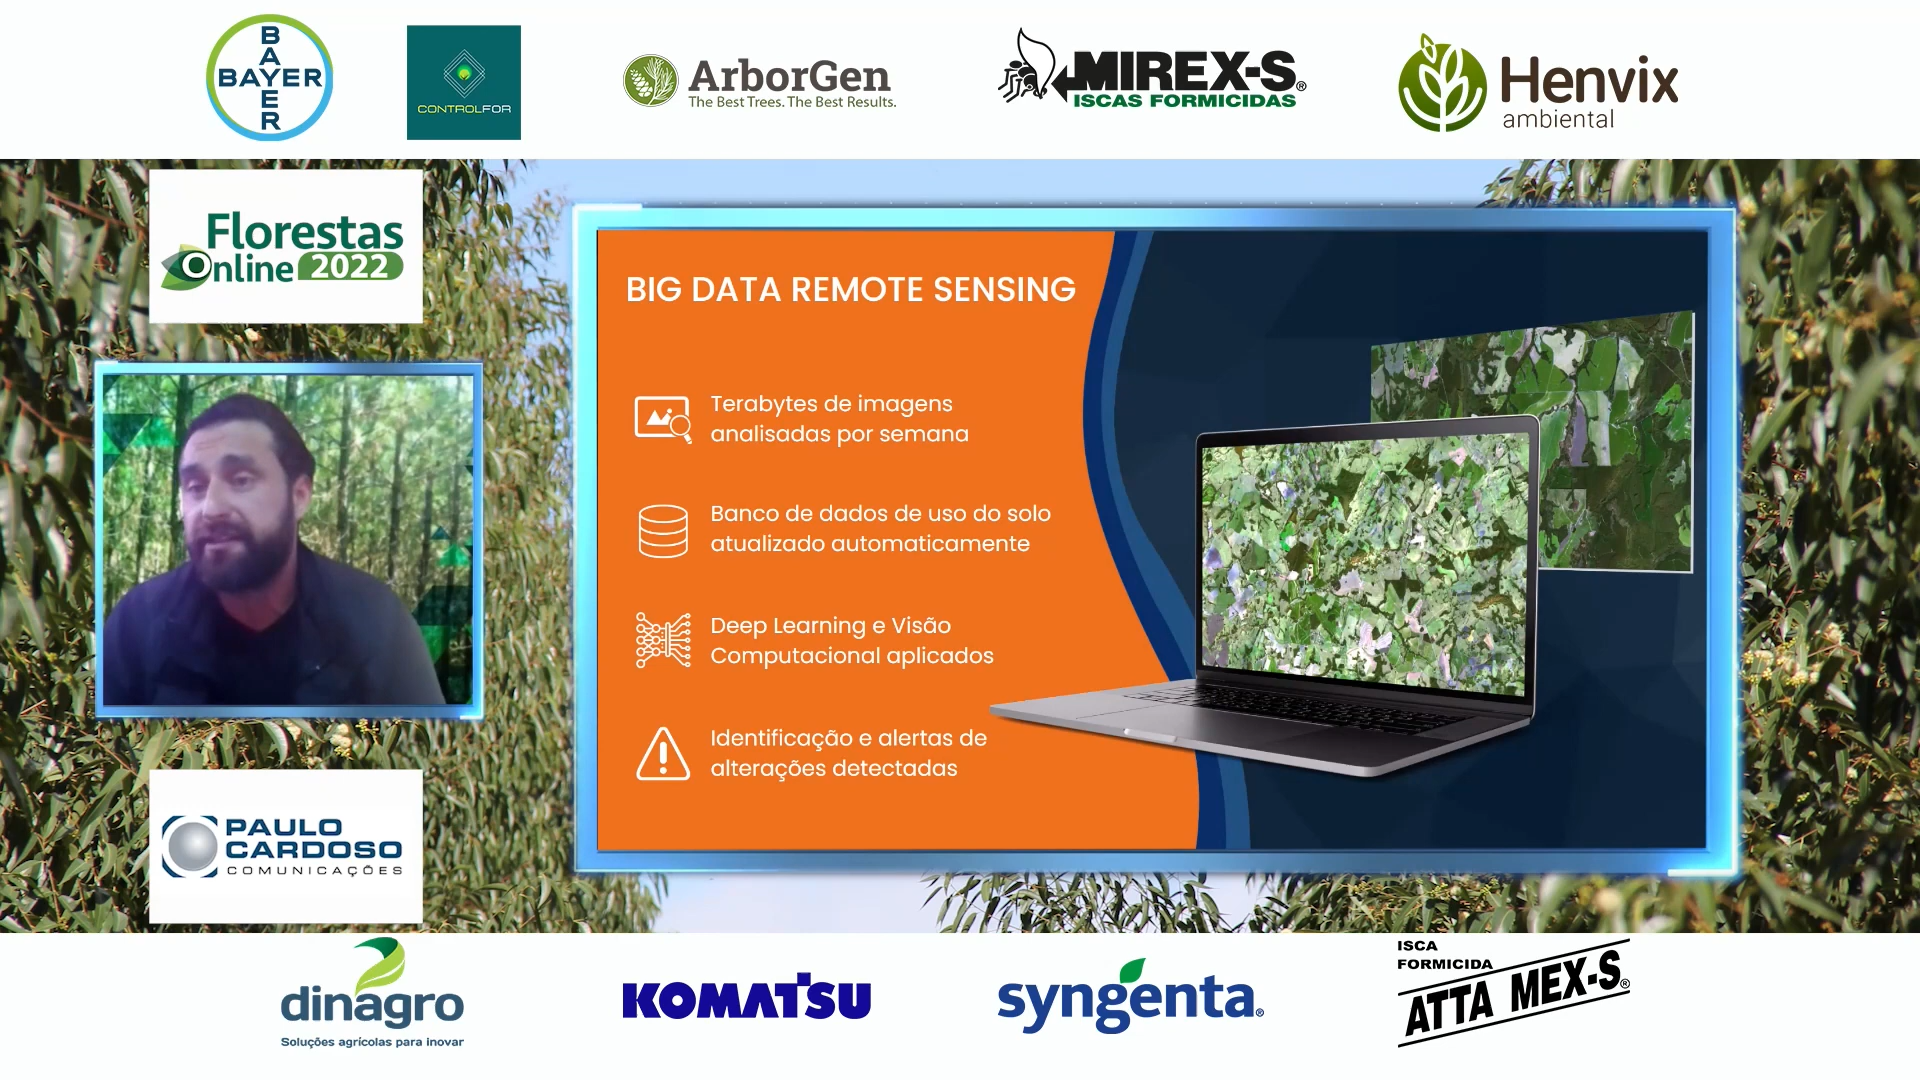 BAYER
BAYER
CONTROLFOR
ArborGen
The Best Trees. The Best Results.
MIREX-S®
ISCAS FORMICIDAS
Henvix
ambiental
Florestas
Online 2022
BIG DATA REMOTE SENSING
Terabytes de imagens
analisadas por semana
Banco de dados de uso do solo
atualizado automaticamente
Deep Learning e Visão
Computacional aplicados
Identificação e alertas de
alterações detectadas
PAULO
CARDOSO
COMUNICAÇÕES
dinagro
Soluções agrícolas para inovar
KOMATSU
syngenta®
ISCA
FORMICIDA
ATTA MEX-S®